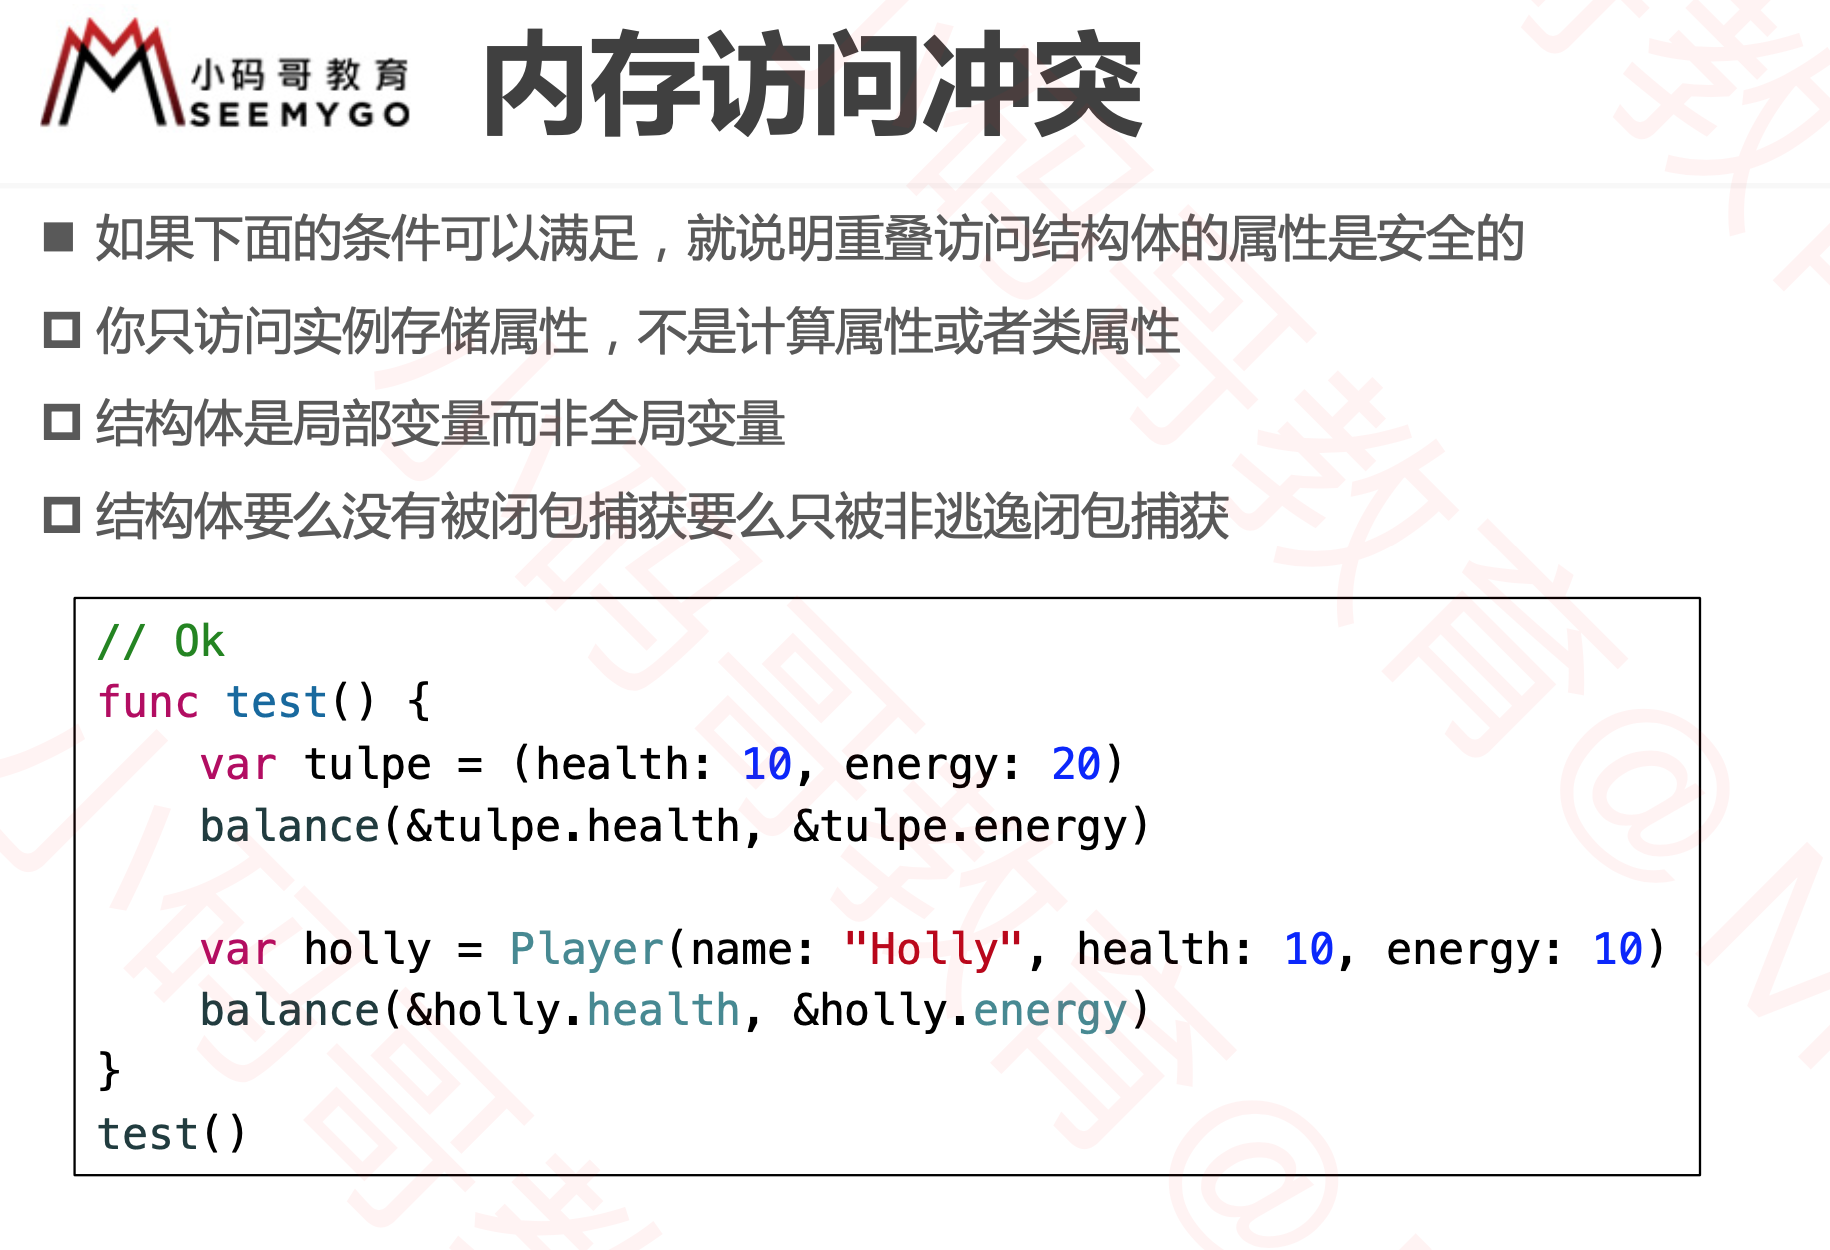 小码哥教育
SEEMYGO
内存访问冲突
如果下面的条件可以满足，就说明重叠访问结构体的属性是安全的
你只访问实例存储属性，不是计算属性或者类属性
结构体是局部变量而非全局变量
结构体要么没有被闭包捕获要么只被非逃逸闭包捕获
// Ok
func test() {
    var tulpe = (health: 10, energy: 20)
    balance(&tulpe.health, &tulpe.energy)
    var holly = Player(name: "Holly", health: 10, energy: 10)
    balance(&holly.health, &holly.energy)
}
test()